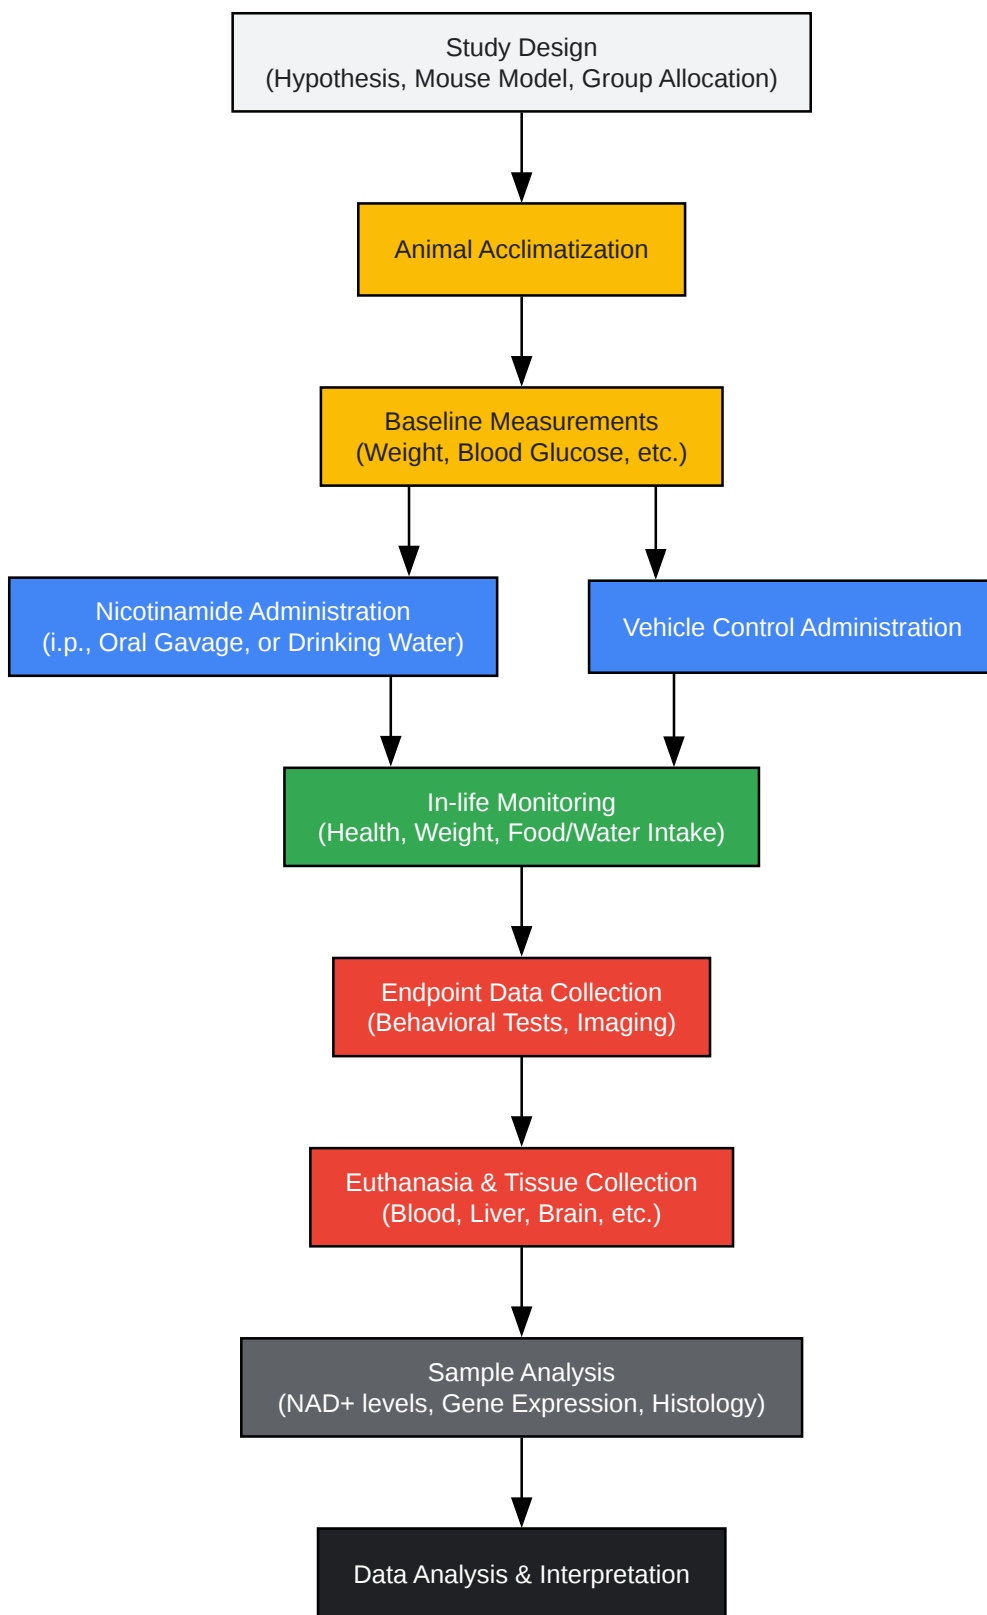 Study Design
(Hypothesis, Mouse Model, Group Allocation)
Animal Acclimatization
Baseline Measurements
(Weight, Blood Glucose, etc.)
Nicotinamide Administration
(i.p., Oral Gavage, or Drinking Water)
Vehicle Control Administration
In-life Monitoring
(Health, Weight, Food/Water Intake)
Endpoint Data Collection
(Behavioral Tests, Imaging)
Euthanasia & Tissue Collection
(Blood, Liver, Brain, etc.)
Sample Analysis
(NAD+ levels, Gene Expression, Histology)
Data Analysis & Interpretation